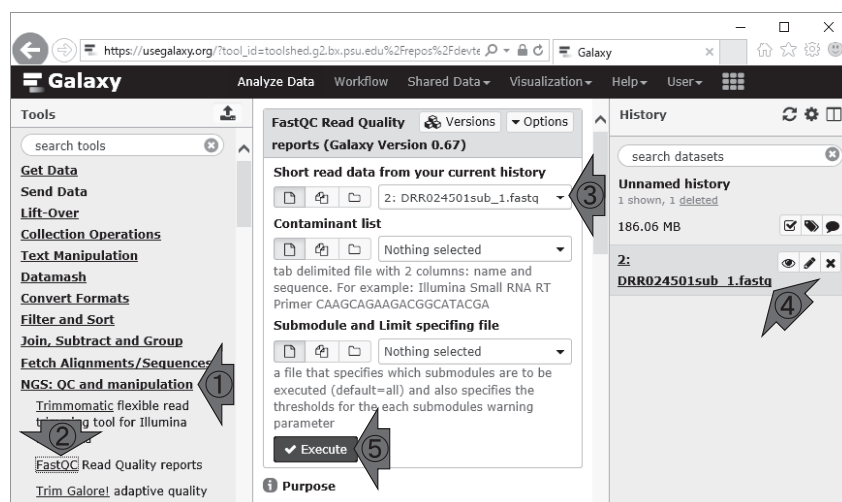 https://usegalaxy.org/?tool_id=toolshed.g2.bx.psu.edu%2Frepos%2Fdevte
Galaxy
Galaxy
Analyze Data Workflow Shared Data Visualization Help User
Tools
search tools
Get Data
Send Data
Lift-Over
Collection Operations
Text Manipulation
Datamash
Convert Formats
Filter and Sort
Join, Subtract and Group
Fetch Alignments/Sequences
NGS: QC and manipulation
①
Trimmomatic flexible read
tool for Illumina
②
FastQC Read Quality reports
Trim Galore! adaptive quality
FastQC Read Quality Versions Options
reports (Galaxy Version 0.67)
Short read data from your current history
2: DRR024501sub_1.fastq
③
Contaminant list
Nothing selected
tab delimited file with 2 columns: name and
sequence. For example: Illumina Small RNA RT
Primer CAAGCAGAAGACGGCATACGA
Submodule and Limit specifing file
Nothing selected
a file that specifies which submodules are to be
executed (default=all) and also specifies the
thresholds for the each submodules warning
parameter
Execute
⑤
Purpose
History
search datasets
Unnamed history
1 shown, 1 deleted
186.06 MB
2:
DRR024501sub_1.fastq
④